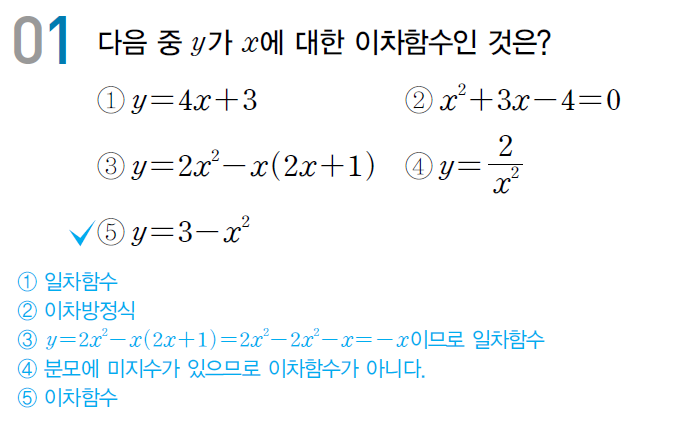 01 다음 중 y가 x에 대한 이차함수인 것은?
① y=4x+3 ② x²+3x-4=0
③ y=2x²-x(2x+1) ④ y=2/x²
✓⑤ y=3-x²
① 일차함수
② 이차방정식
③ y=2x²-x(2x+1)=2x²-2x²-x=-x이므로 일차함수
④ 분모에 미지수가 있으므로 이차함수가 아니다.
⑤ 이차함수